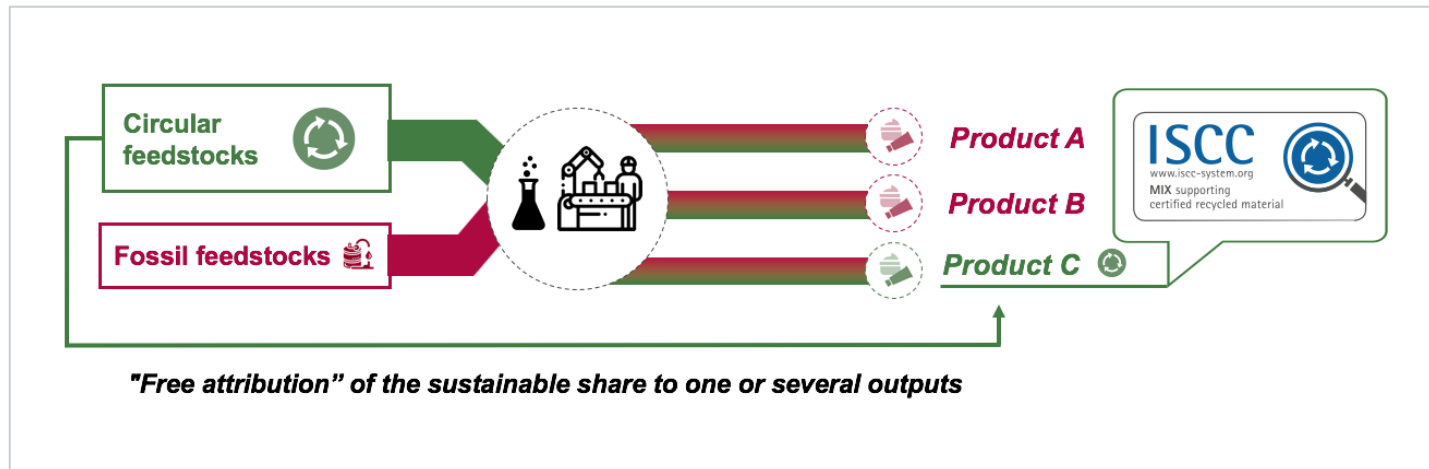 Circular
feedstocks
Fossil feedstocks
Product A
Product B
Product C
ISCC
www.iscc-system.org
MIX supporting
certified recycled material
"Free attribution” of the sustainable share to one or several outputs